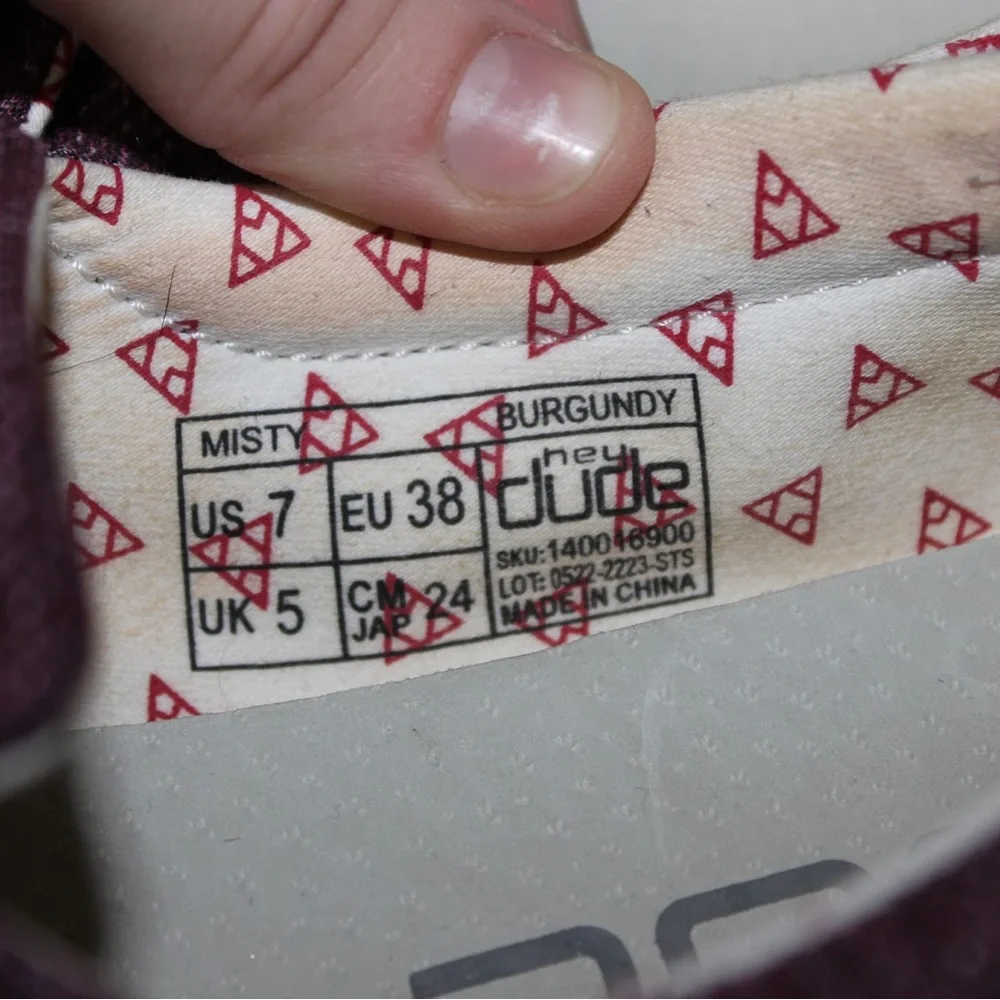 MISTY BURGUNDY
US 7 EU 38
hey
dude
UK 5 CM JAP 24
SKU:140016900
LOT: 0522-2223-STS
MADE IN CHINA